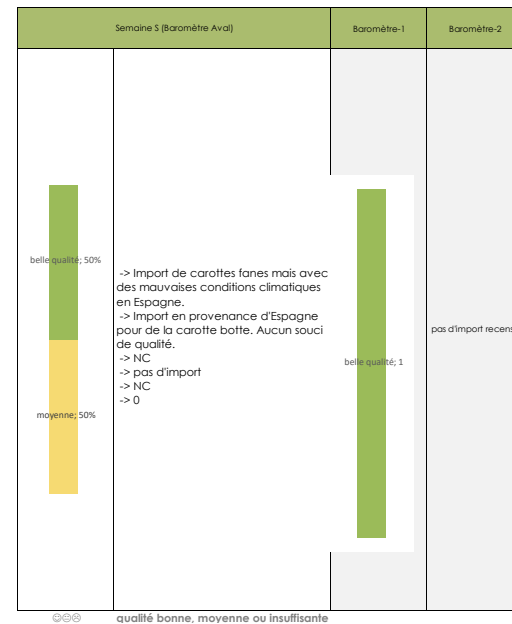 Semaine S (Baromètre Aval)
Baromètre-1
Baromètre-2
belle qualité; 50%
moyenne; 50%
-> Import de carottes fanes mais avec
des mauvaises conditions climatiques
en Espagne.
-> Import en provenance d'Espagne
pour de la carotte botte. Aucun souci
de qualité.
-> NC
-> pas d'import
-> NC
-> 0
belle qualité; 1
pas d'import recens
☺😐☹ qualité bonne, moyenne ou insuffisante